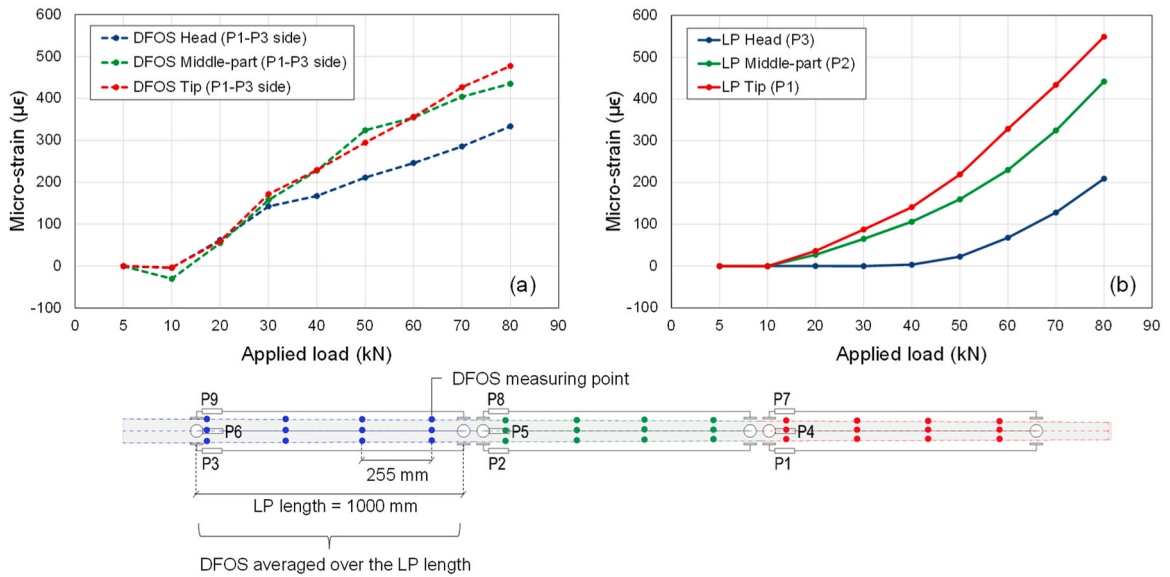 600
500
400
300
200
100
0
-100
Micro-strain (µϵ)
DFOS Head (P1-P3 side)
DFOS Middle-part (P1-P3 side)
DFOS Tip (P1-P3 side)
(a)
0 5 10 20 30 40 50 60 70 80 90
Applied load (kN)
600
500
400
300
200
100
0
-100
Micro-strain (µϵ)
LP Head (P3)
LP Middle-part (P2)
LP Tip (P1)
(b)
0 5 10 20 30 40 50 60 70 80 90
Applied load (kN)
DFOS measuring point
P9 P8 P7
P6 P5 P4
P3 P2 P1
255 mm
LP length = 1000 mm
DFOS averaged over the LP length